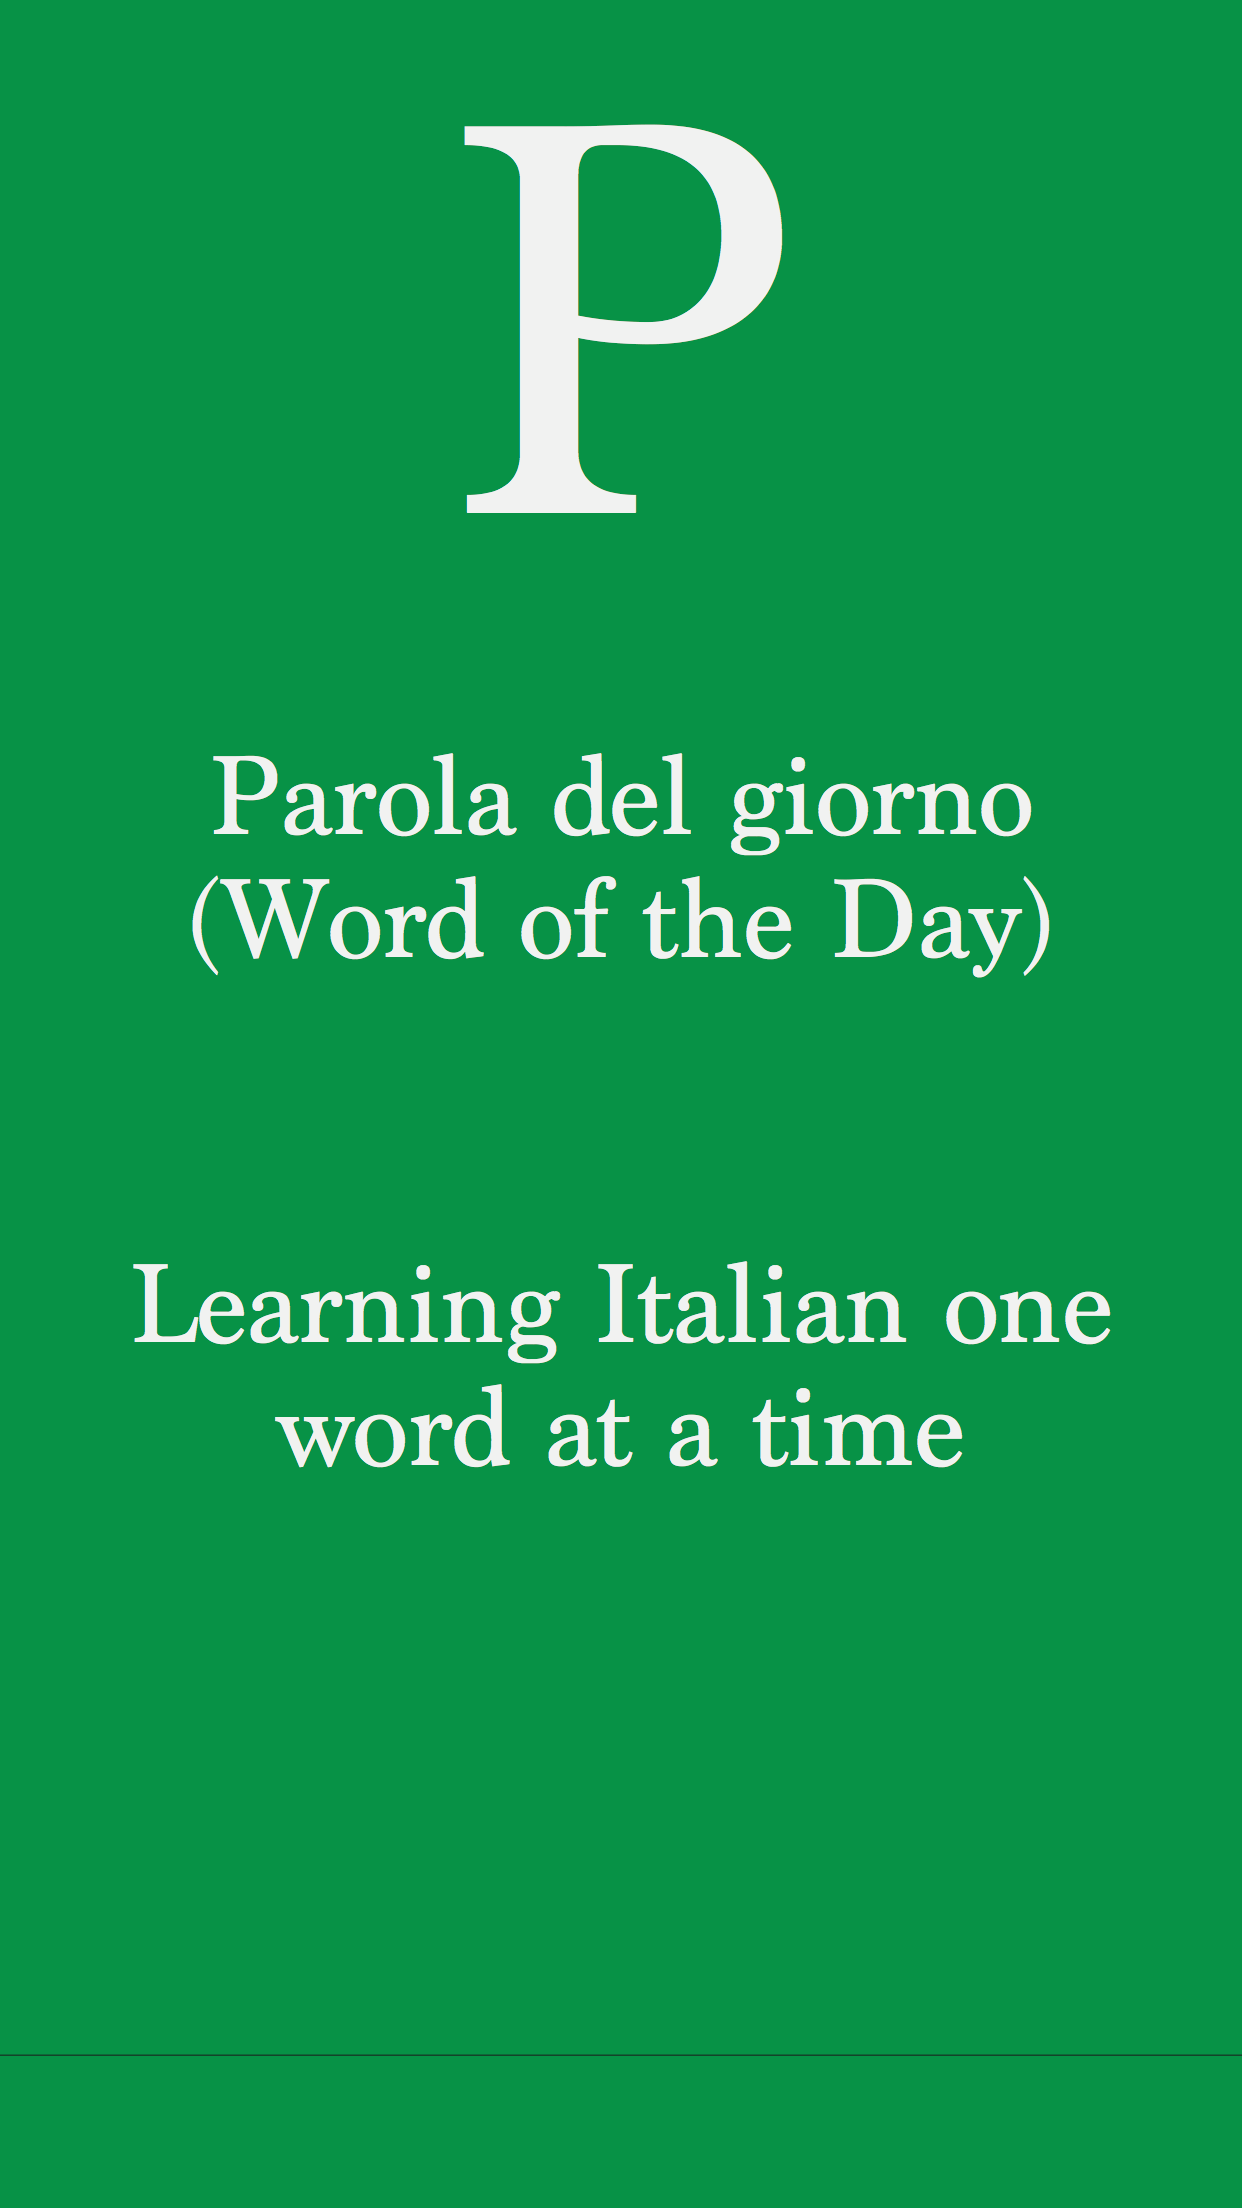 P
Parola del giorno
(Word of the Day)
Learning Italian one
word at a time